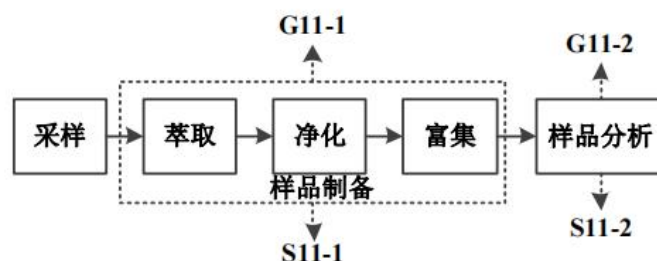 G11-1
G11-2
采样
萃取
净化
富集
样品分析
样品制备
S11-1
S11-2